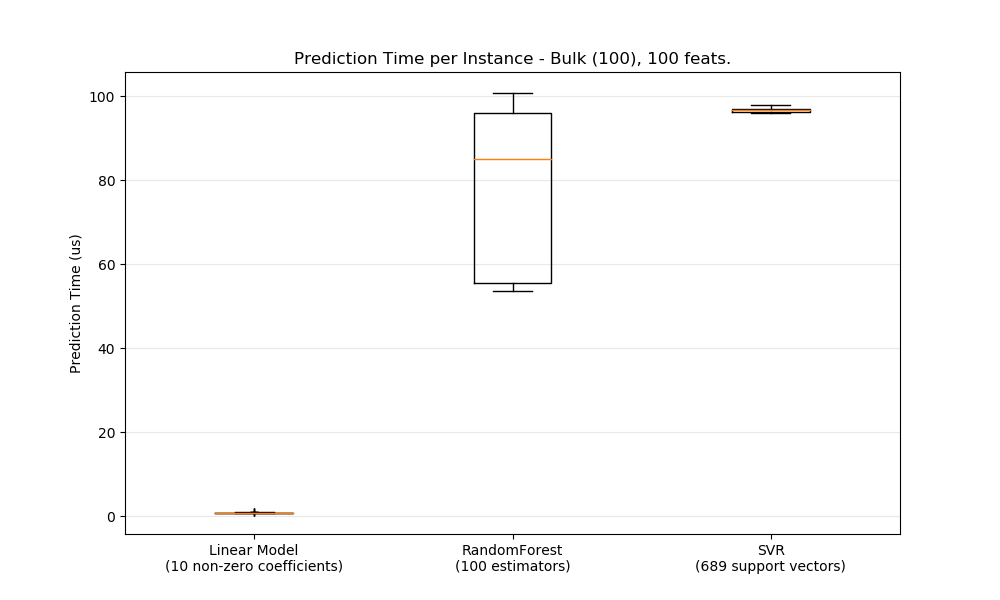 Prediction Time per Instance - Bulk (100), 100 feats.
Prediction Time (us)
100
80
60
40
20
0
Linear Model
(10 non-zero coefficients)
RandomForest
(100 estimators)
SVR
(689 support vectors)